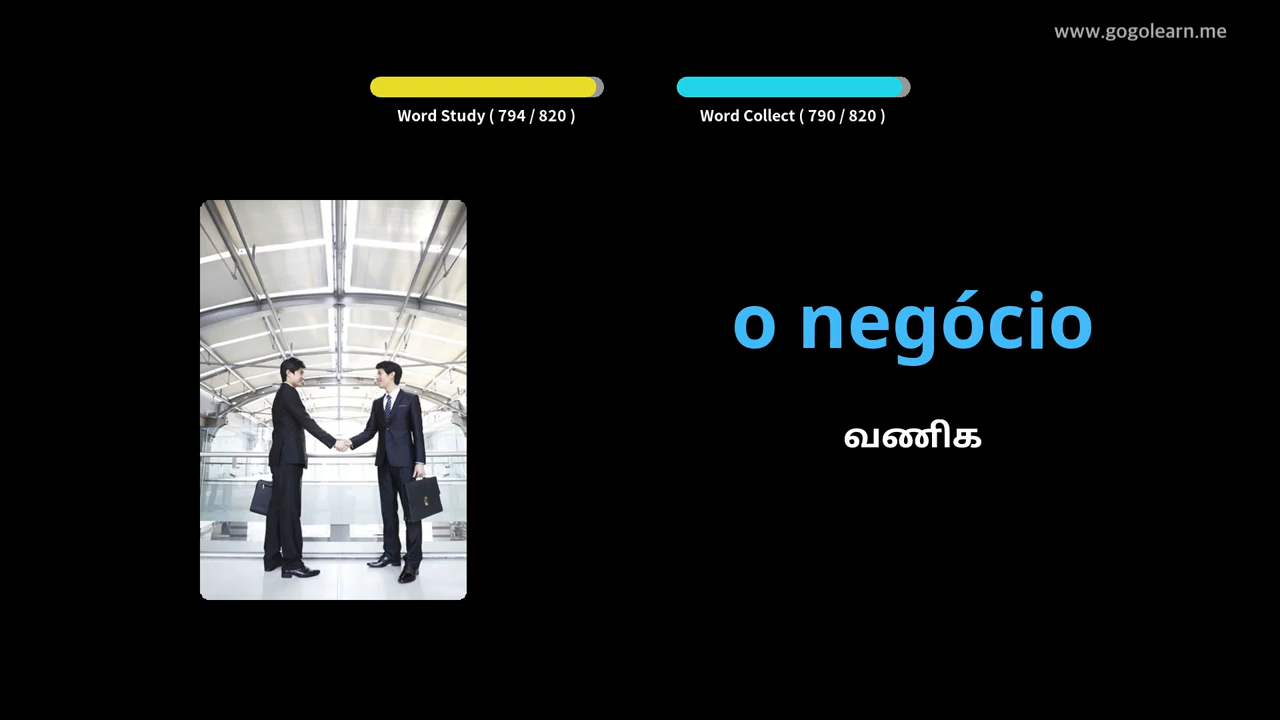 www.gogolearn.me
Word Study ( 794 / 820 )
Word Collect ( 790 / 820 )
o negócio
வணிக